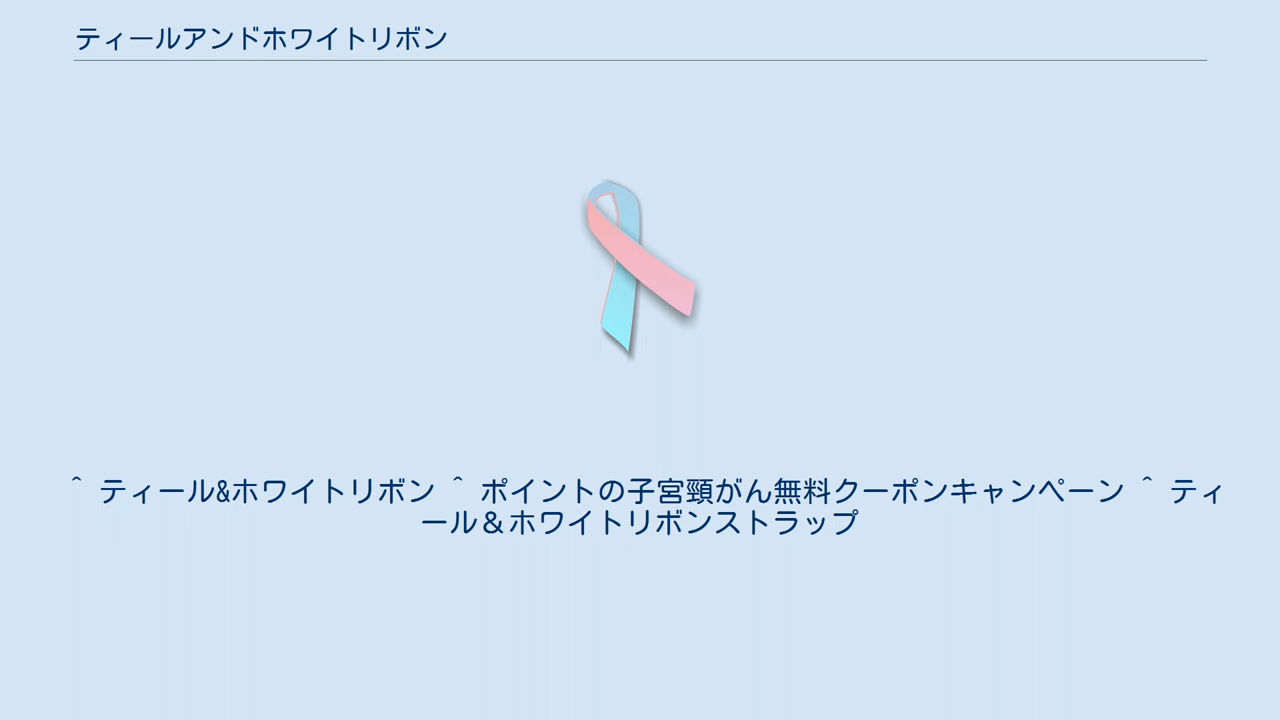 ティールアンドホワイトリボン
^ ティール&ホワイトリボン ^ ポイントの子宮頸がん無料クーポンキャンペーン ^ ティ
ール＆ホワイトリボンストラップ